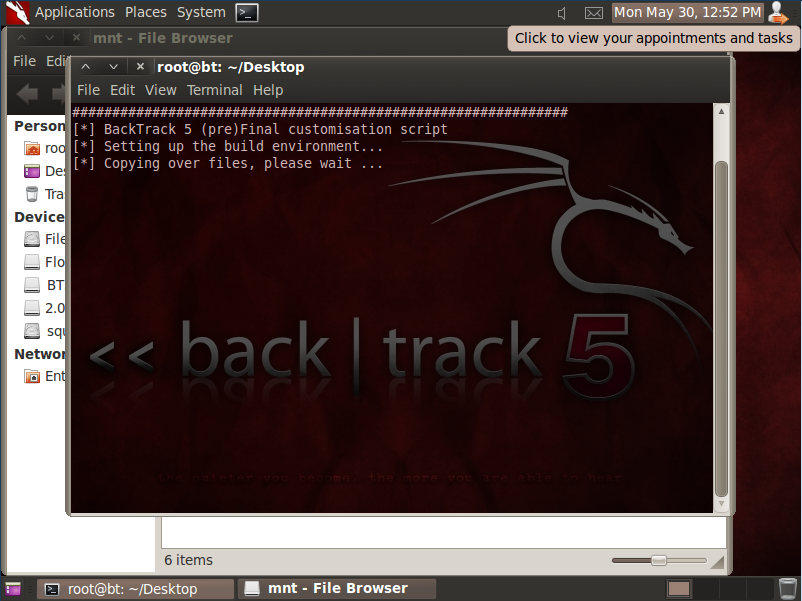 Applications Places System
Mon May 30, 12:52 PM
Click to view your appointments and tasks
mnt - File Browser
File Edi
root@bt: ~/Desktop
File Edit View Terminal Help
##############################################################
[*] BackTrack 5 (pre)Final customisation script
[*] Setting up the build environment...
[*] Copying over files, please wait ...
Person
roo
Des
Tra
Device
File
Flo
BT
2.0
squ
Networ
Ent
<< back | track 5
the quieter you become, the more you are able to hear
6 items
root@bt: ~/Desktop
mnt - File Browser